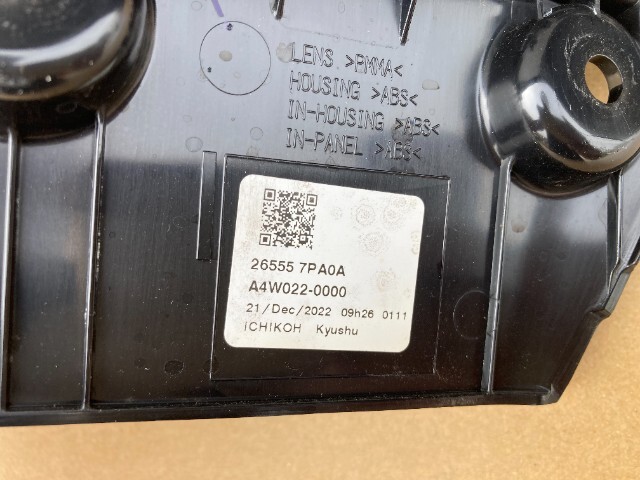 LENS >PMMA<
HOUSING >ABS<
IN-HOUSING >ABS<
IN-PANEL >ABS<
26555 7PA0A
A4W022-0000
21/Dec/2022 09h26 0111
ICHIKOH Kyushu